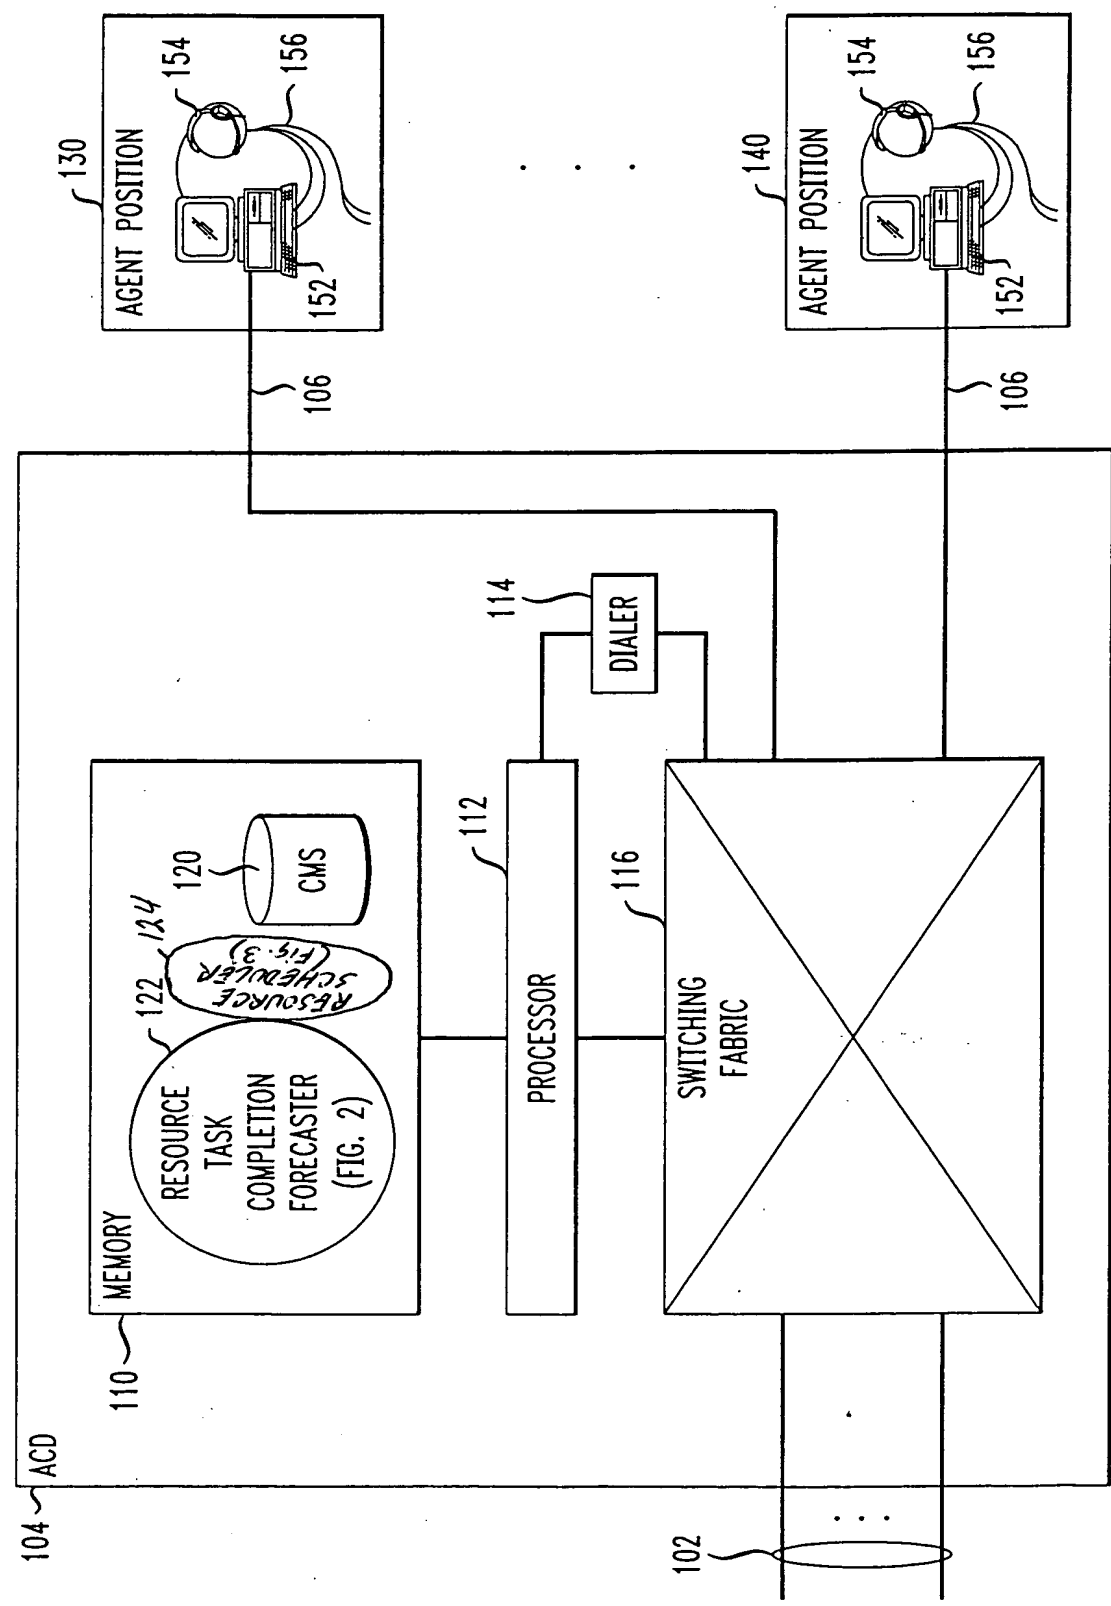 104
ACD
110
MEMORY
RESOURCE
TASK
COMPLETION
FORECASTER
(FIG. 2)
122
124
RESOURCE
SCHEDULER
(Fig. 3)
120
CMS
112
PROCESSOR
114
DIALER
116
SWITCHING
FABRIC
102
106
130
AGENT POSITION
154
156
152
106
140
AGENT POSITION
154
156
152